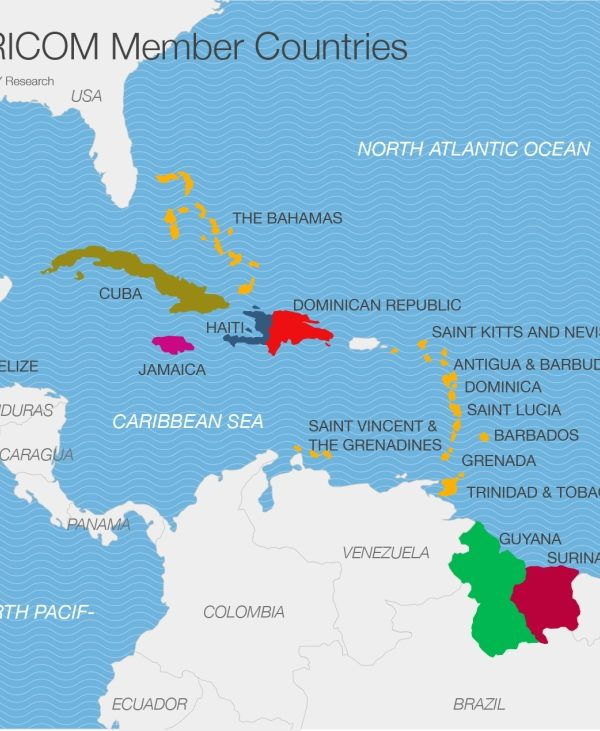 RICOM Member Countries
Y Research
USA
NORTH ATLANTIC OCEAN
THE BAHAMAS
CUBA
DOMINICAN REPUBLIC
HAITI
SAINT KITTS AND NEVIS
JAMAICA
ELIZE
ANTIGUA & BARBUD
DOMINICA
DURAS
SAINT LUCIA
CARIBBEAN SEA
SAINT VINCENT &
THE GRENADINES
BARBADOS
CARAGUA
GRENADA
TRINIDAD & TOBAG
PANAMA
GUYANA
VENEZUELA
SURINA
RTH PACIF-
COLOMBIA
ECUADOR
BRAZIL